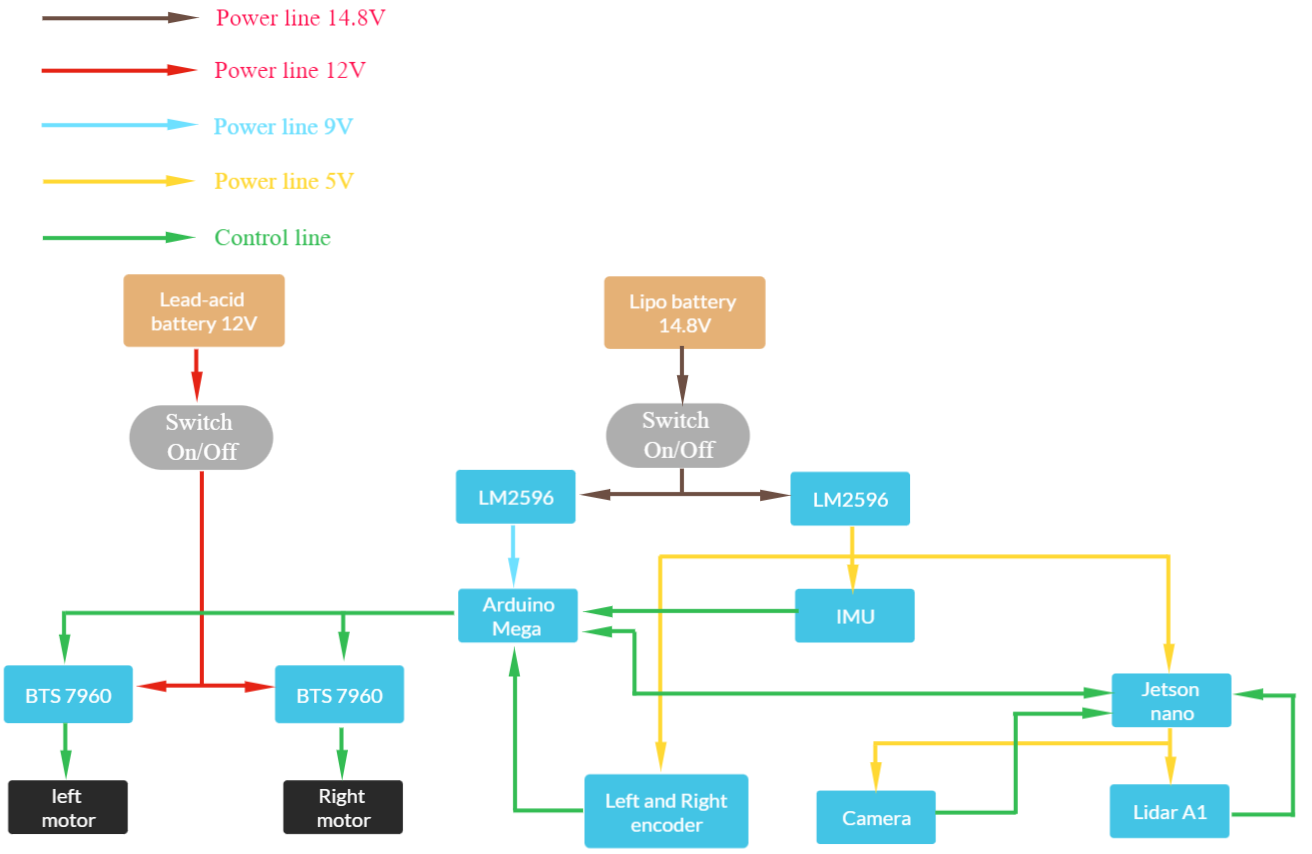 Power line 14.8V
Power line 12V
Power line 9V
Power line 5V
Control line
Lead-acid
battery 12V
Lipo battery
14.8V
Switch
On/Off
Switch
On/Off
LM2596
LM2596
Arduino
Mega
IMU
BTS 7960
BTS 7960
Jetson
nano
left
motor
Right
motor
Left and Right
encoder
Camera
Lidar A1